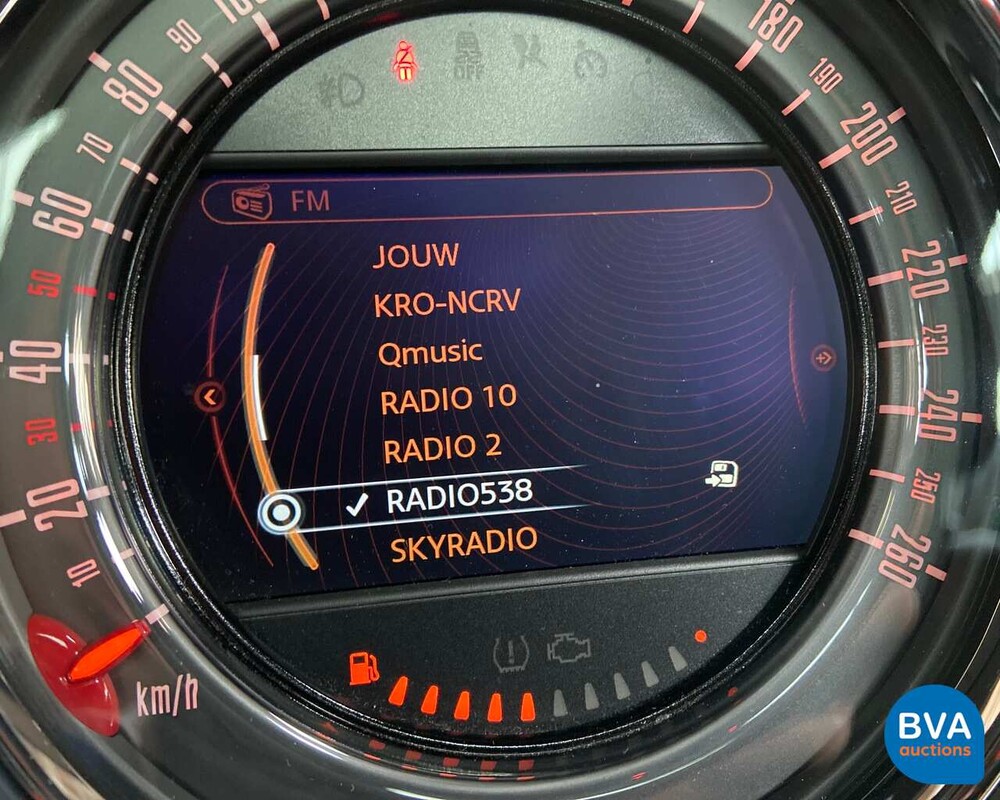 FM
JOUW
KRO-NCRV
Qmusic
RADIO 10
RADIO 2
RADIO538
SKYRADIO
10
20
30
40
50
60
70
80
90
100
180
190
200
210
220
230
240
250
260
km/h
OFF
BVA
auctions